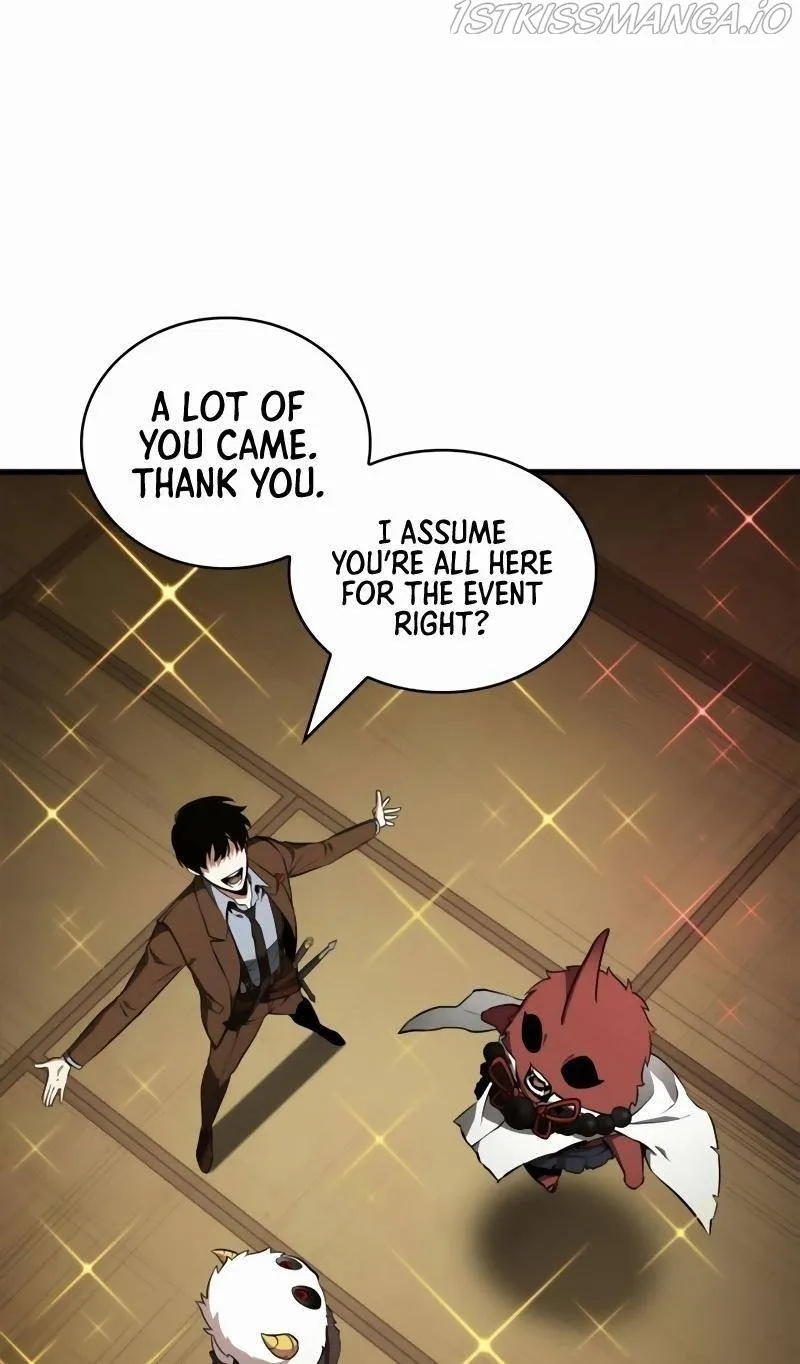 1STKISSMANGA.IO
A LOT OF
YOU CAME.
THANK YOU.
I ASSUME
YOU'RE ALL HERE
FOR THE EVENT
RIGHT?